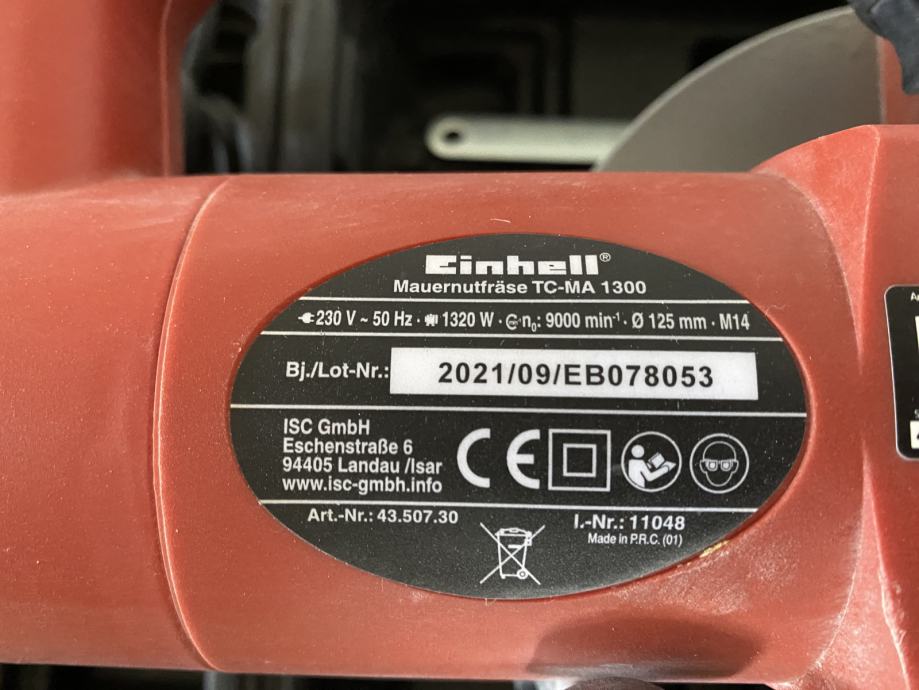 Einhell®
Mauernutfräse TC-MA 1300
230 V ~ 50 Hz · 1320 W · n₀: 9000 min⁻¹ · Ø 125 mm · M14
Bj./Lot-Nr.: 2021/09/EB078053
ISC GmbH
Eschenstraße 6
94405 Landau /Isar
www.isc-gmbh.info
CE
Art.-Nr.: 43.507.30
I.-Nr.: 11048
Made in P.R.C. (01)